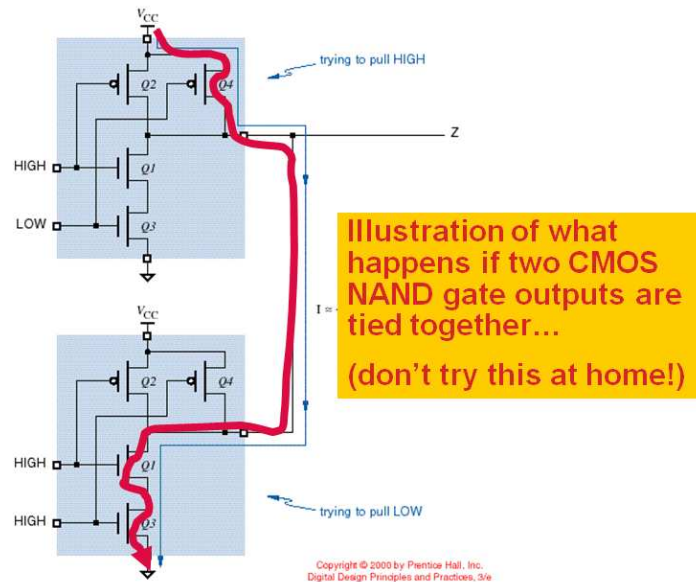 VCC
trying to pull HIGH
Q2
Q4
Z
HIGH
Q1
LOW
Q3
Illustration of what
happens if two CMOS
NAND gate outputs are
tied together…
(don't try this at home!)
I ≈
VCC
Q2
Q4
HIGH
Q1
HIGH
Q3
trying to pull LOW
Copyright © 2000 by Prentice Hall, Inc.
Digital Design Principles and Practices, 3/e